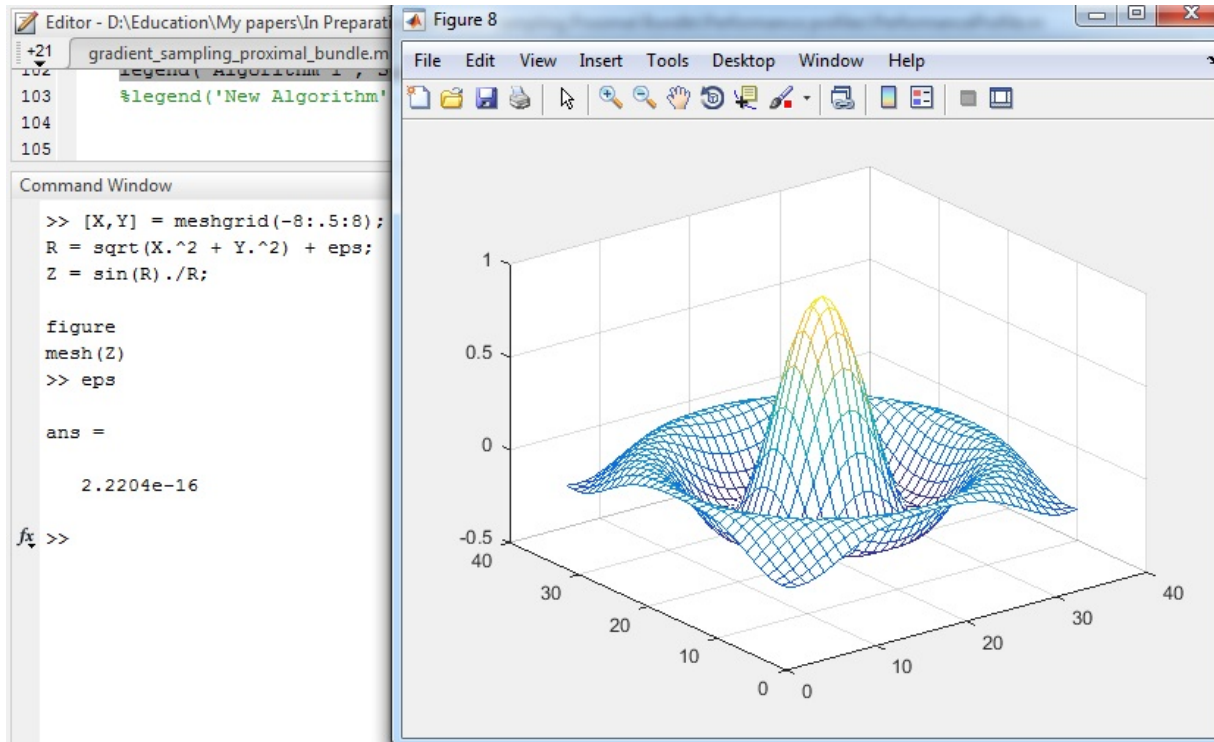 Editor - D:\Education\My papers\In Preparati
+21 gradient_sampling_proximal_bundle.m
102 legend('Algorithm 1', 'S
103 %legend('New Algorithm'
104
105
Command Window
>> [X,Y] = meshgrid(-8:.5:8);
R = sqrt(X.^2 + Y.^2) + eps;
Z = sin(R)./R;
figure
mesh(Z)
>> eps
ans =
2.2204e-16
fx >>
Figure 8
File Edit View Insert Tools Desktop Window Help
1
0.5
0
-0.5
40
30
20
10
0
0
10
20
30
40